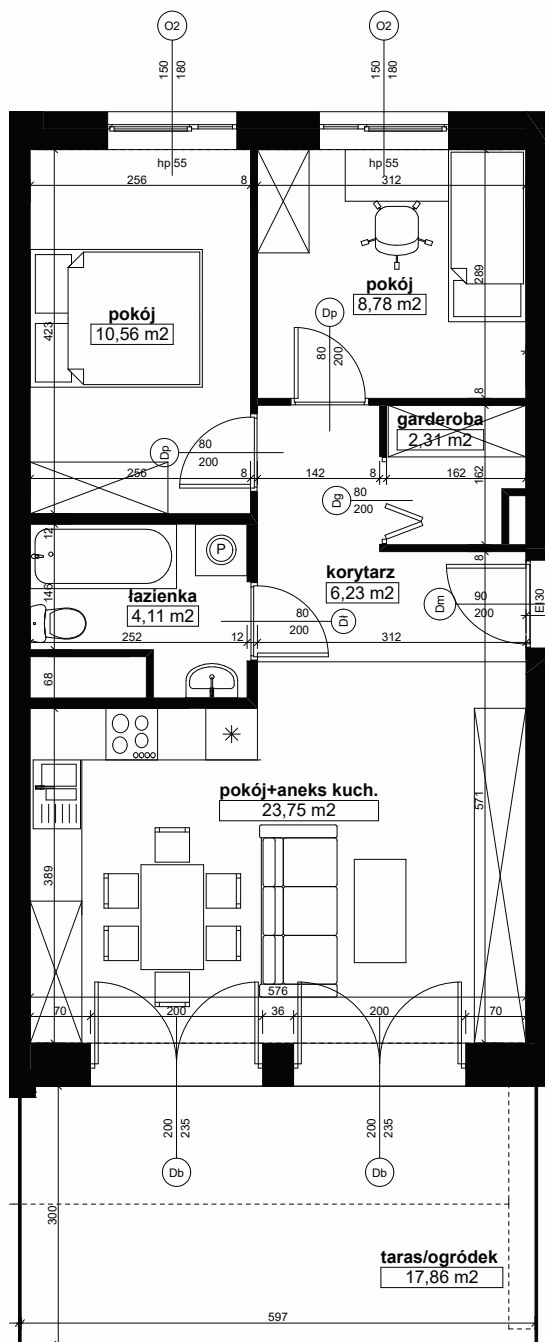 O2
O2
150
180
150
180
hp 55
hp 55
256
8
312
pokój
10,56 m2
pokój
8,78 m2
423
289
Dp
80
200
8
garderoba
2,31 m2
Dp
80
200
256
8
142
8
162
162
Dg
80
200
12
P
łazienka
4,11 m2
146
korytarz
6,23 m2
8
Dm
90
200
EI30
80
200
Dł
252
12
312
68
pokój+aneks kuch.
23,75 m2
571
389
576
70
200
36
200
70
200
235
200
235
Db
Db
300
taras/ogródek
17,86 m2
597